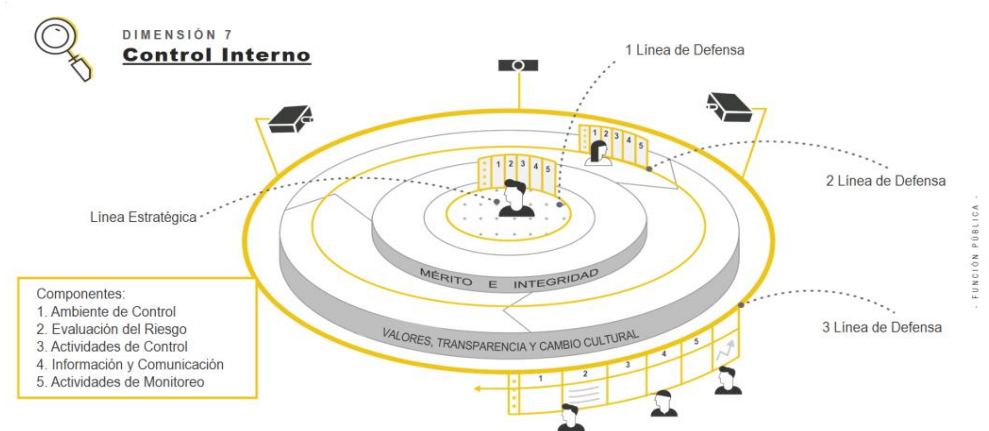 DIMENSIÓN 7
Control Interno
1 Línea de Defensa
1 2 3 4 5
1 2 3 4 5
2 Línea de Defensa
Línea Estratégica
MÉRITO E INTEGRIDAD
VALORES, TRANSPARENCIA Y CAMBIO CULTURAL
3 Línea de Defensa
1 2 3 4 5
Componentes:
1. Ambiente de Control
2. Evaluación del Riesgo
3. Actividades de Control
4. Información y Comunicación
5. Actividades de Monitoreo
- FUNCIÓN PÚBLICA -